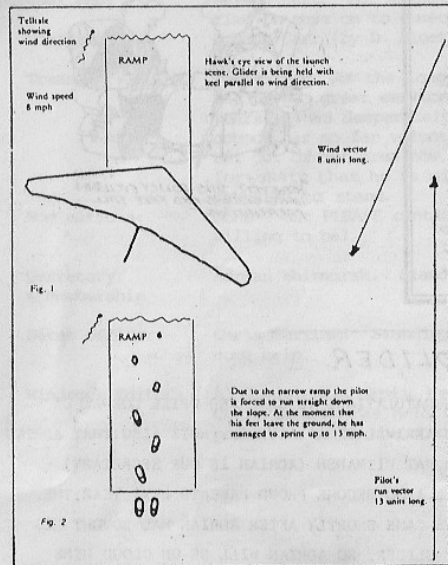 Telltale
showing
wind direction
RAMP
Hawk's eye view of the launch
scene. Glider is being held with
keel parallel to wind direction.
Wind speed
8 mph
Wind vector
8 units long.
Fig. 1
RAMP
Due to the narrow ramp the pilot
is forced to run straight down
the slope. At the moment that
his feet leave the ground, he has
managed to sprint up to 13 mph.
Pilot's
run vector
13 units long.
Fig. 2